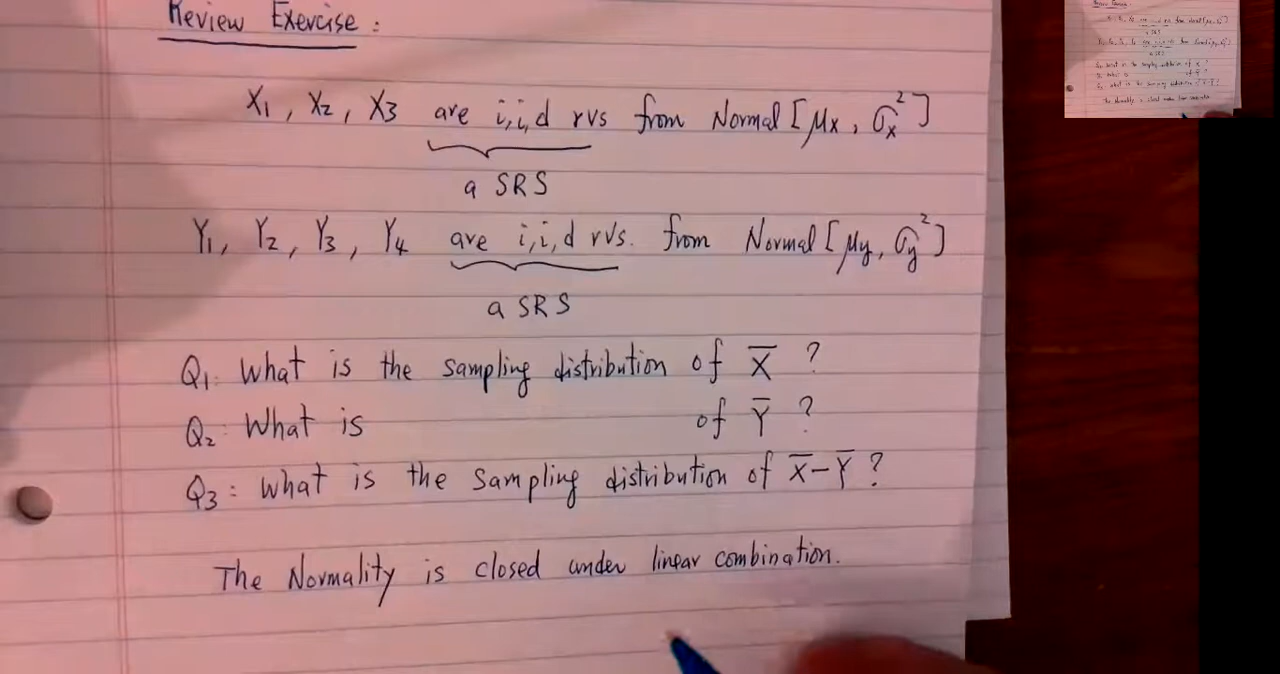 Review Exercise :
X1 , X2 , X3 are i,i,d rvs from Normal [ μx , σx² ]
a SRS
Y1 , Y2 , Y3 , Y4 are i,i,d rvs. from Normal [ μy , σy² ]
a SRS
Q1: What is the sampling distribution of X̅ ?
Q2: What is of Y̅ ?
Q3: What is the sampling distribution of X̅-Y̅ ?
The Normality is closed under linear combination.